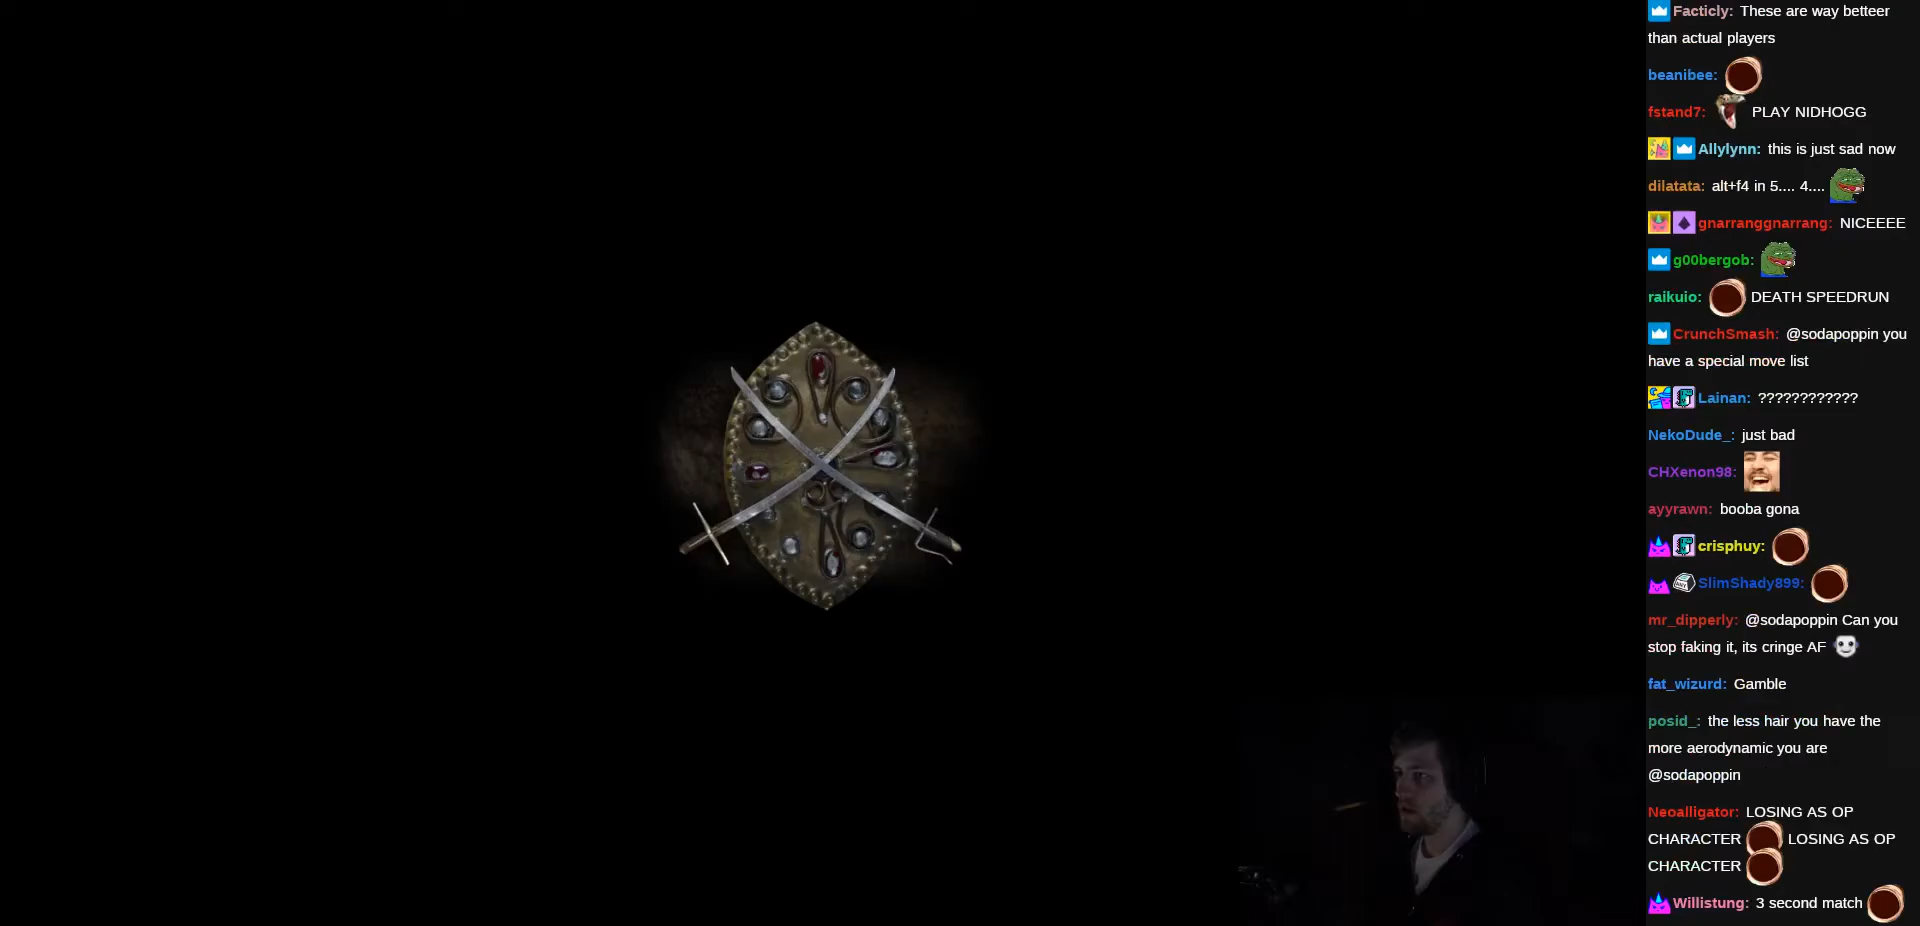 Facticly: These are way betteer
than actual players
beanibee:
fstand7: PLAY NIDHOGG
Allylynn: this is just sad now
dilatata: alt+f4 in 5.... 4....
gnarranggnarrang: NICEEEE
g00bergob:
raikuio: DEATH SPEEDRUN
CrunchSmash: @sodapoppin you
have a special move list
Lainan: ????????????
NekoDude_: just bad
CHXenon98:
ayyrawn: booba gona
crisphuy:
SlimShady899:
mr_dipperly: @sodapoppin Can you
stop faking it, its cringe AF
fat_wizurd: Gamble
posid_: the less hair you have the
more aerodynamic you are
@sodapoppin
Neoalligator: LOSING AS OP
CHARACTER LOSING AS OP
CHARACTER
Willistung: 3 second match